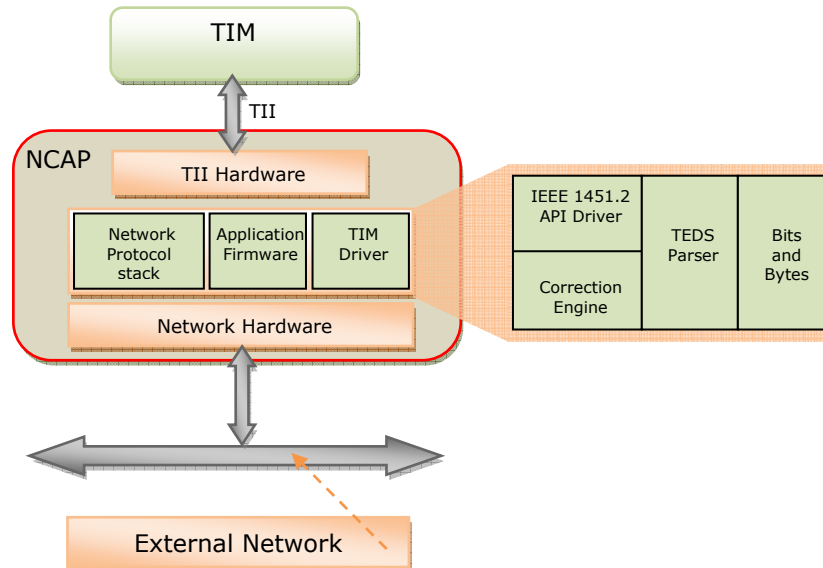 TIM
TII
NCAP
TII Hardware
Network
Protocol
stack
Application
Firmware
TIM
Driver
Network Hardware
IEEE 1451.2
API Driver
Correction
Engine
TEDS
Parser
Bits
and
Bytes
External Network